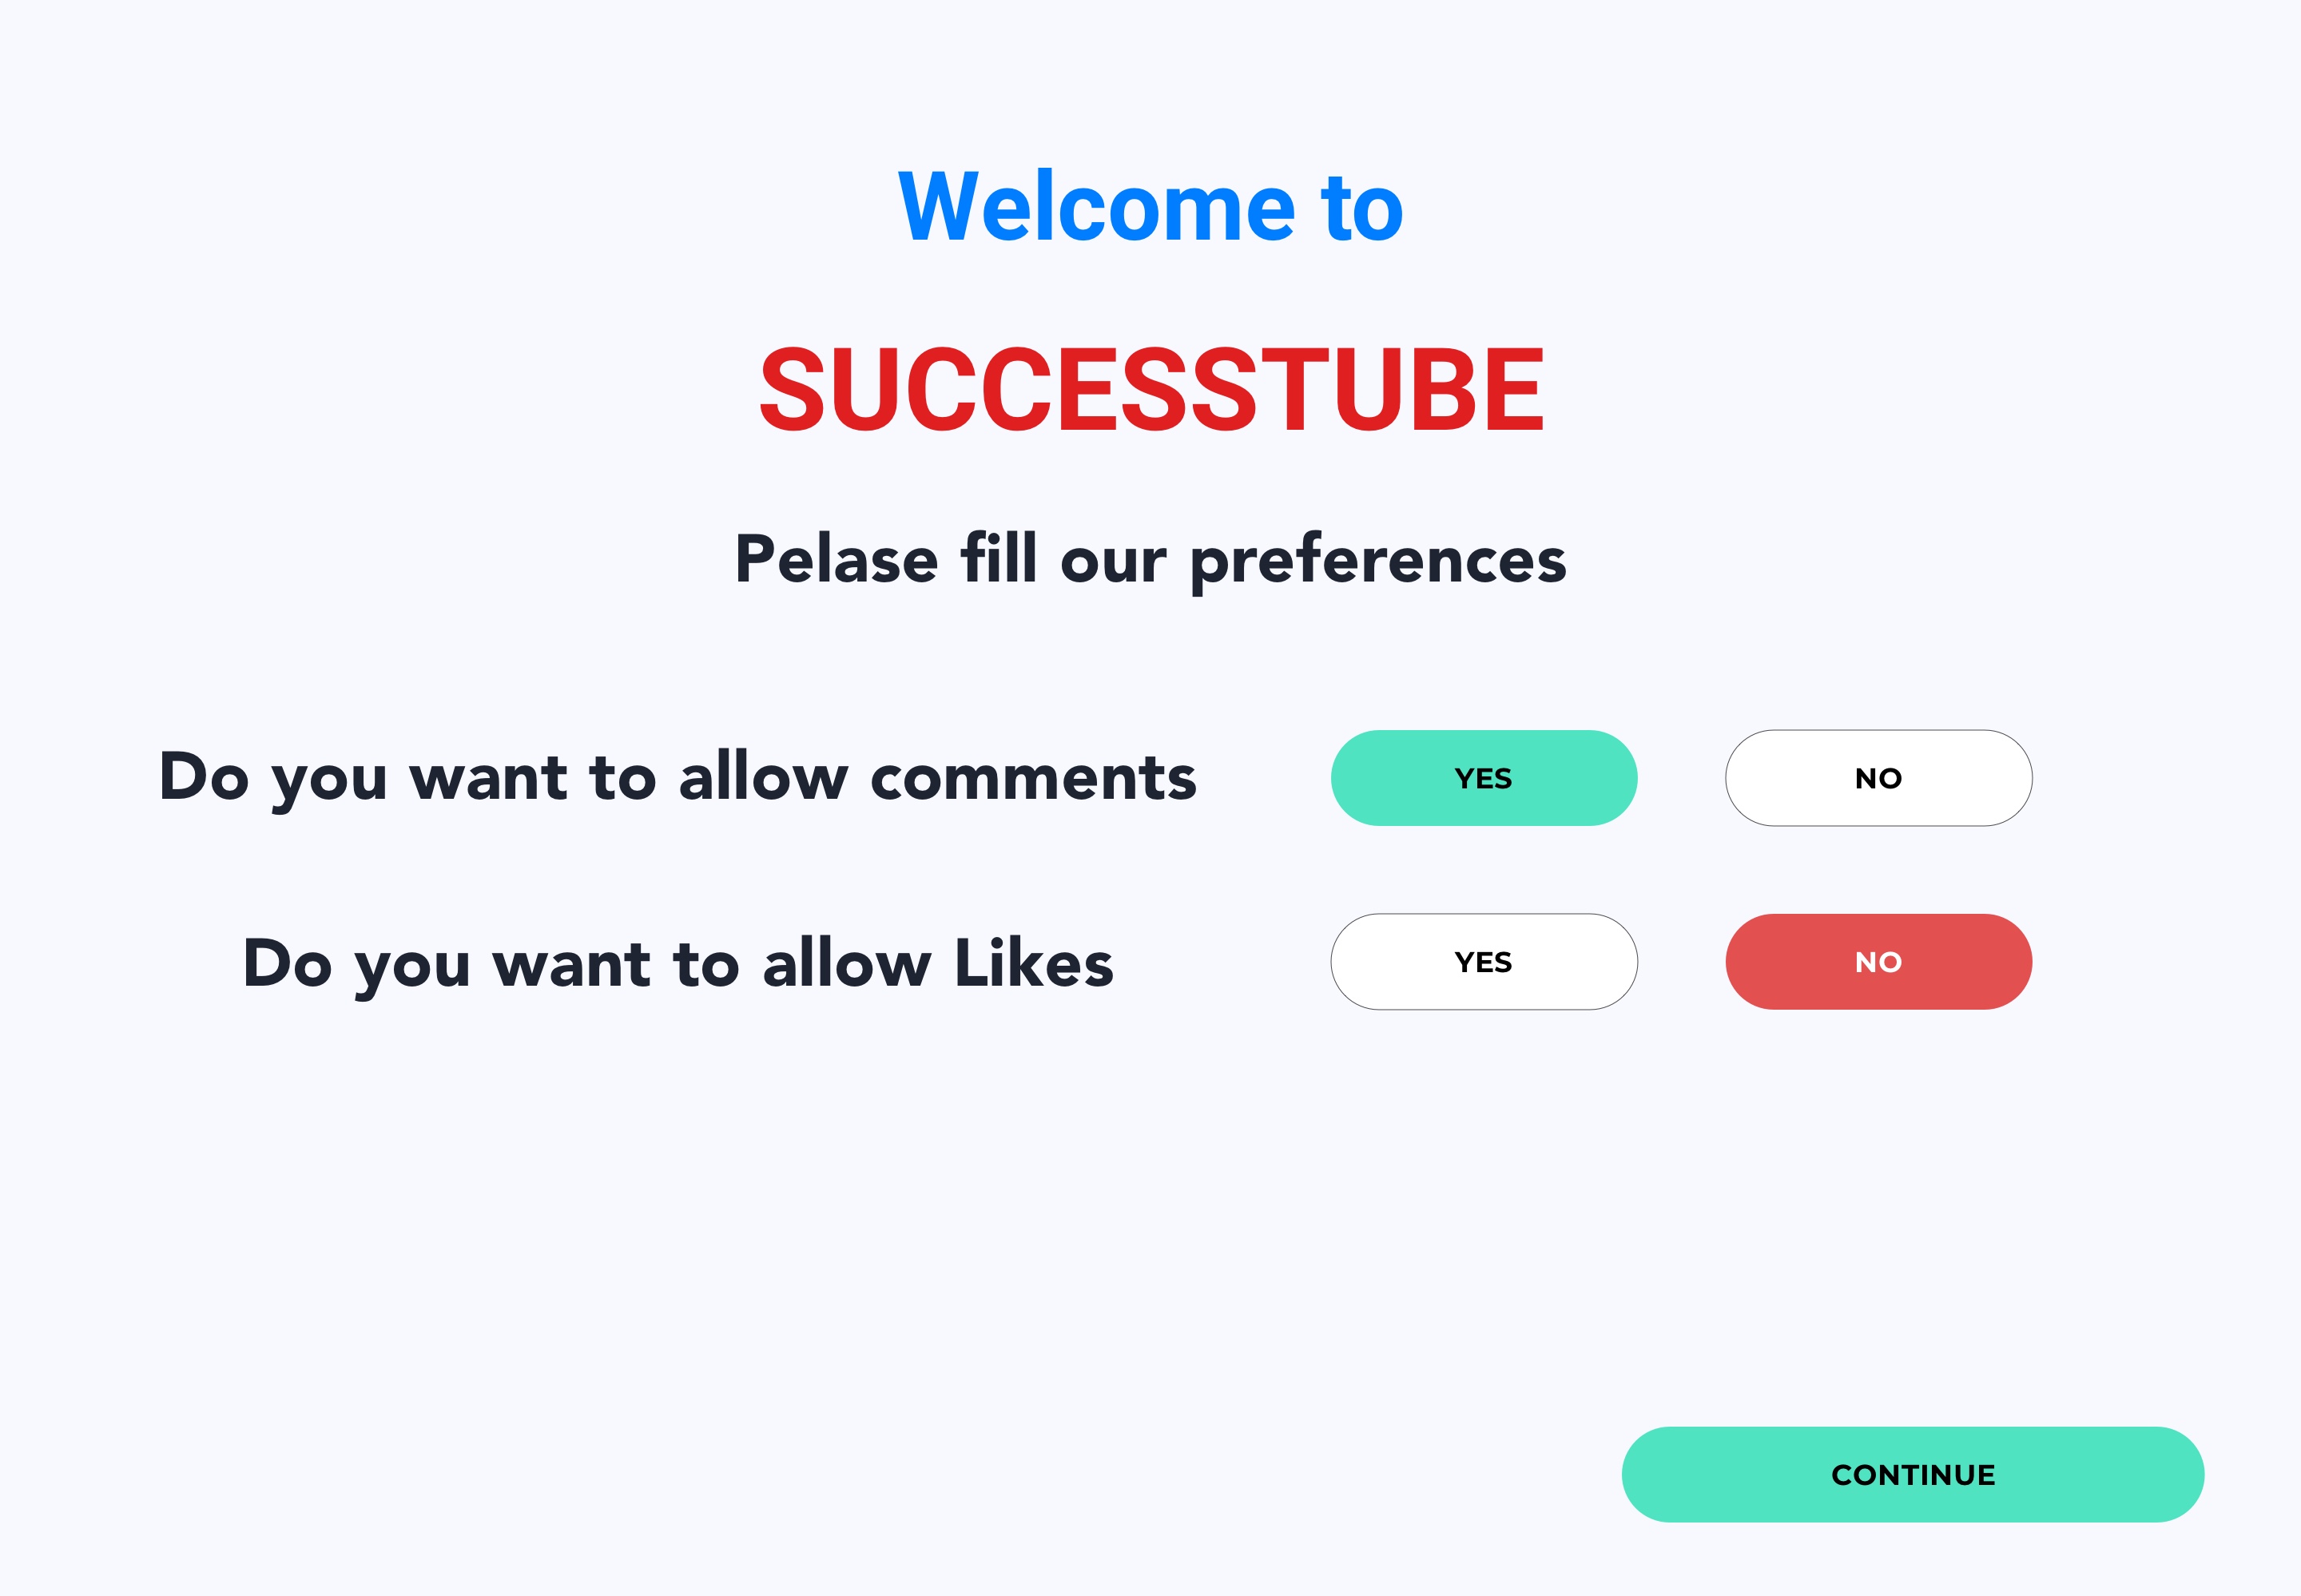 Welcome to
SUCCESSTUBE
Pelase fill our preferences
Do you want to allow comments YES NO
Do you want to allow Likes YES NO
CONTINUE